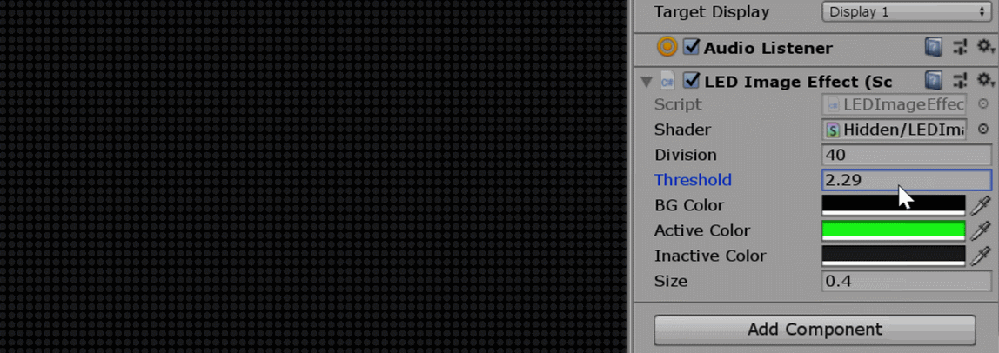 Target Display Display 1
Audio Listener
LED Image Effect (Sc
Script LEDImageEffec
Shader Hidden/LEDIma
Division 40
Threshold 2.29
BG Color
Active Color
Inactive Color
Size 0.4
Add Component